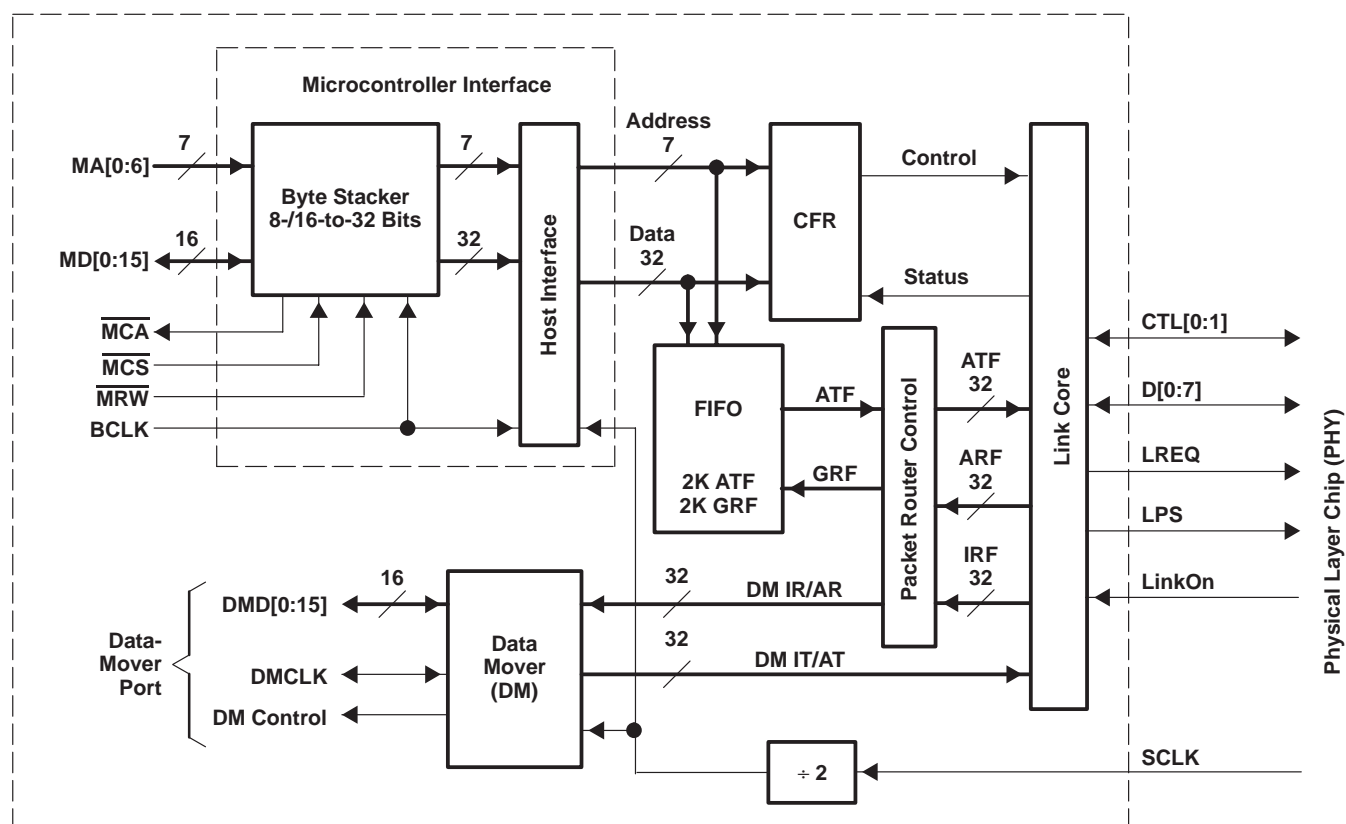 Microcontroller Interface
MA[0:6]
7
Byte Stacker
8-/16-to-32 Bits
7
Host Interface
Address
7
CFR
Control
Link Core
MD[0:15]
16
32
Data
32
Status
MCA
MCS
MRW
BCLK
FIFO
2K ATF
2K GRF
ATF
GRF
Packet Router Control
ATF
32
ARF
32
IRF
32
CTL[0:1]
D[0:7]
LREQ
LPS
LinkOn
Physical Layer Chip (PHY)
Data-
Mover
Port
DMD[0:15]
16
DMCLK
DM Control
Data
Mover
(DM)
32
DM IR/AR
32
DM IT/AT
÷ 2
SCLK